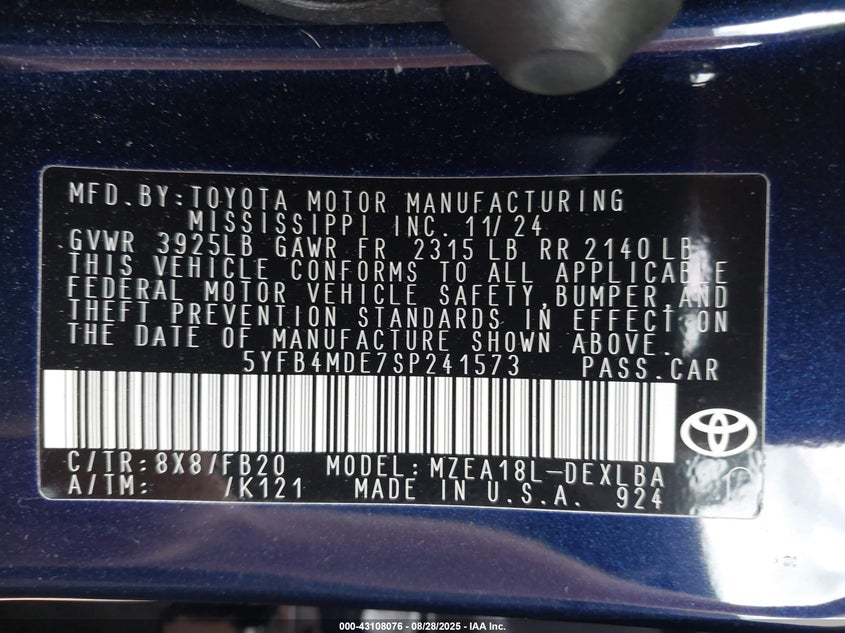 MFD.BY:TOYOTA MOTOR MANUFACTURING
MISSISSIPPI INC. 11/24
GVWR 3925LB GAWR FR 2315 LB RR 2140 LB
THIS VEHICLE CONFORMS TO ALL APPLICABLE
FEDERAL MOTOR VEHICLE SAFETY,BUMPER,AND
THEFT PREVENTION STANDARDS IN EFFECT ON
THE DATE OF MANUFACTURE SHOWN ABOVE.
5YFB4MDE7SP241573 PASS.CAR
C/TR:8X8/FB20 MODEL:MZEA18L-DEXLBA
A/TM: /K121 MADE IN U.S.A. 924
000-43108076 - 08/28/2025 - IAA Inc.